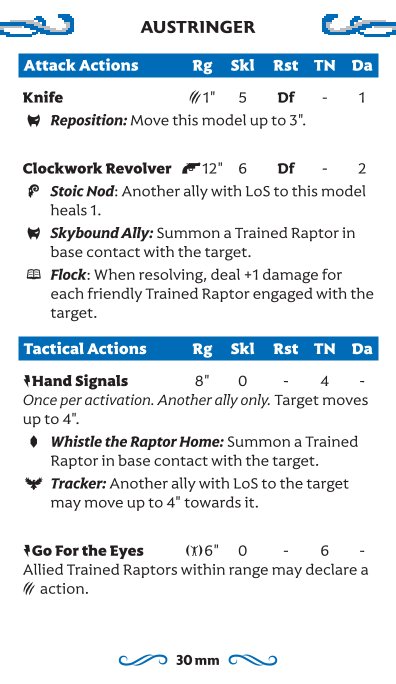 AUSTRINGER
Attack Actions Rg Skl Rst TN Da
Knife 1" 5 Df - 1
Reposition: Move this model up to 3".
Clockwork Revolver 12" 6 Df - 2
Stoic Nod: Another ally with LoS to this model
heals 1.
Skybound Ally: Summon a Trained Raptor in
base contact with the target.
Flock: When resolving, deal +1 damage for
each friendly Trained Raptor engaged with the
target.
Tactical Actions Rg Skl Rst TN Da
Hand Signals 8" 0 - 4 -
Once per activation. Another ally only. Target moves
up to 4".
Whistle the Raptor Home: Summon a Trained
Raptor in base contact with the target.
Tracker: Another ally with LoS to the target
may move up to 4" towards it.
Go For the Eyes 6" 0 - 6 -
Allied Trained Raptors within range may declare a
action.
30 mm